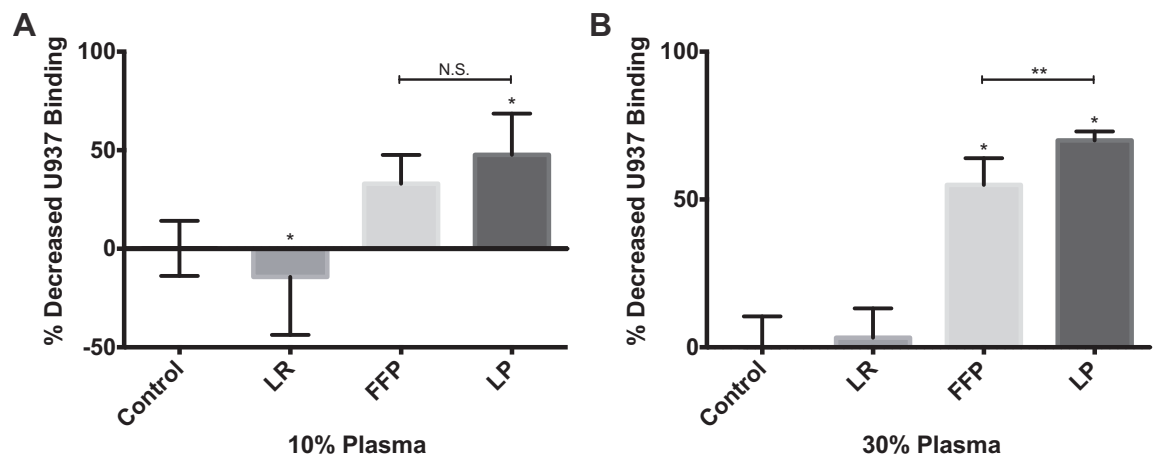 A
% Decreased U937 Binding
100
50
0
-50
N.S.
*
*
Control
LR
FFP
LP
10% Plasma
B
% Decreased U937 Binding
100
50
0
**
*
*
Control
LR
FFP
LP
30% Plasma